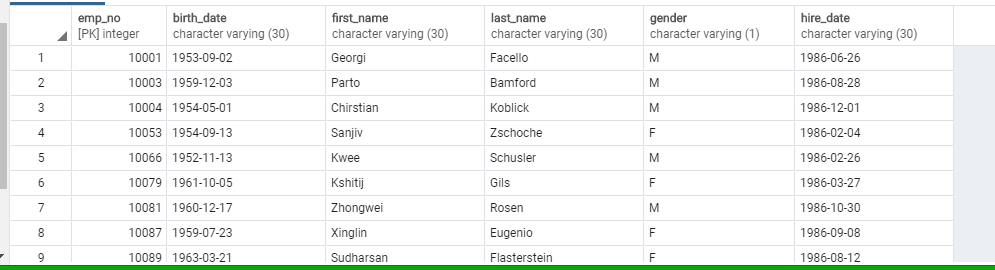 emp_no birth_date first_name last_name gender hire_date
[PK] integer character varying (30) character varying (30) character varying (30) character varying (1) character varying (30)
1 10001 1953-09-02 Georgi Facello M 1986-06-26
2 10003 1959-12-03 Parto Bamford M 1986-08-28
3 10004 1954-05-01 Chirstian Koblick M 1986-12-01
4 10053 1954-09-13 Sanjiv Zschoche F 1986-02-04
5 10066 1952-11-13 Kwee Schusler M 1986-02-26
6 10079 1961-10-05 Kshitij Gils F 1986-03-27
7 10081 1960-12-17 Zhongwei Rosen M 1986-10-30
8 10087 1959-07-23 Xinglin Eugenio F 1986-09-08
9 10089 1963-03-21 Sudharsan Flasterstein F 1986-08-12